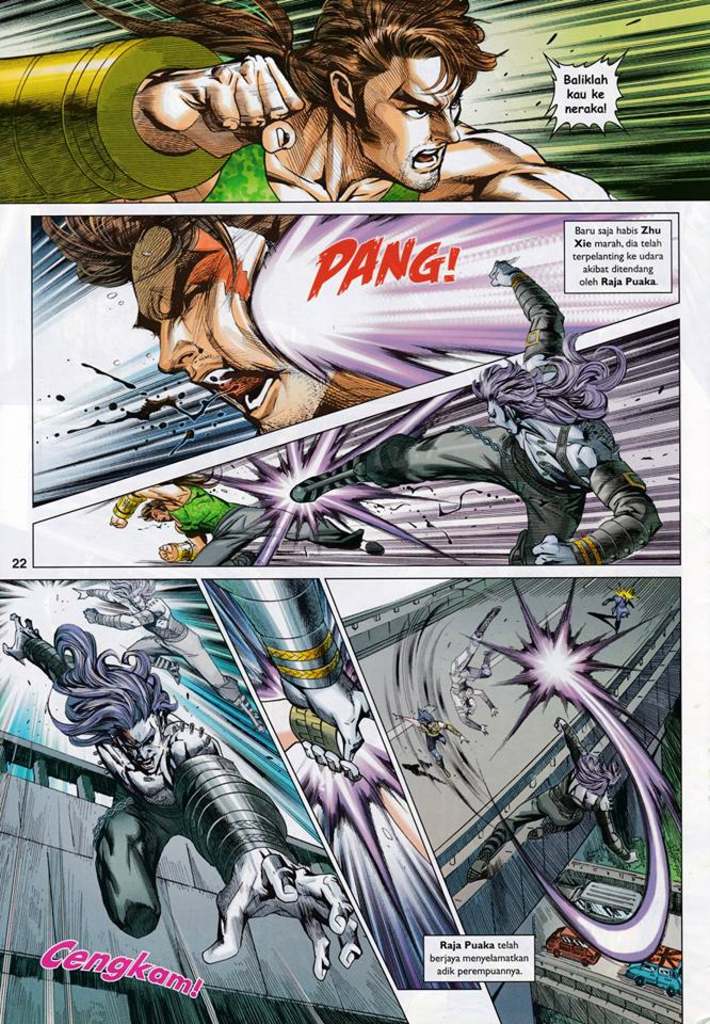 Baliklah
kau ke
neraka!
PANG!
Baru saja habis Zhu
Xie marah, dia telah
terpelanting ke udara
akibat ditendang
oleh Raja Puaka.
22
Cengkam!
Raja Puaka telah
berjaya menyelamatkan
adik perempuannya.